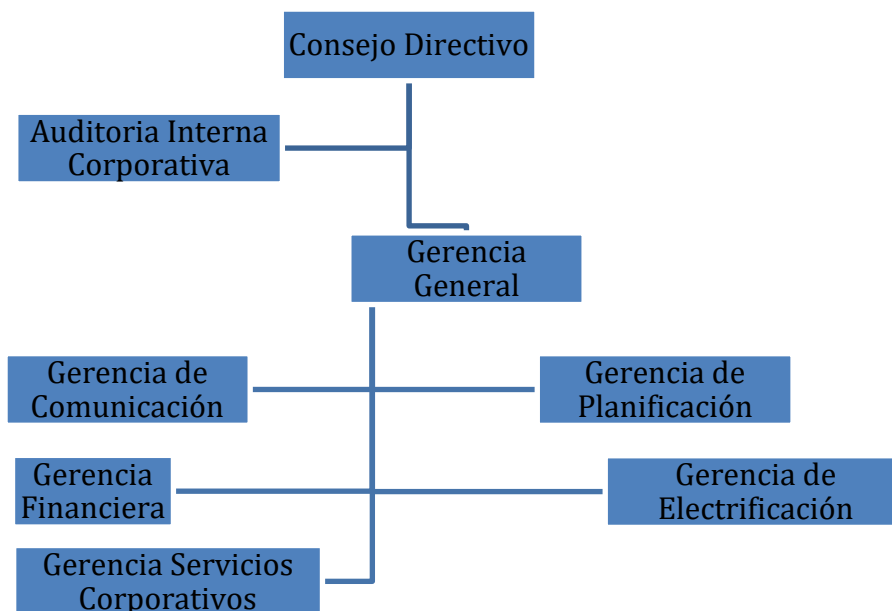 Consejo Directivo
Auditoria Interna
Corporativa
Gerencia
General
Gerencia de
Comunicación
Gerencia de
Planificación
Gerencia
Financiera
Gerencia de
Electrificación
Gerencia Servicios
Corporativos